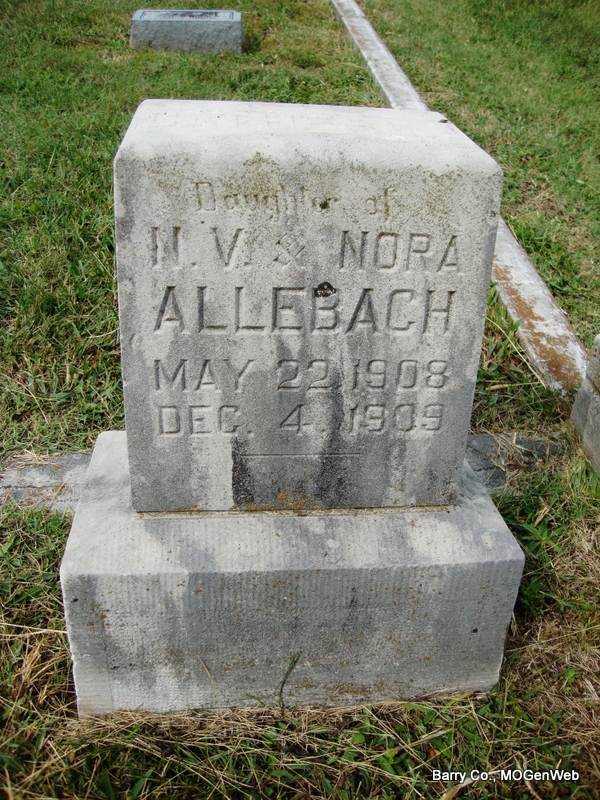 Daughter of
N. V. & NORA
ALLEBACH
MAY 22, 1908
DEC. 4, 1909
Barry Co., MOGenWeb